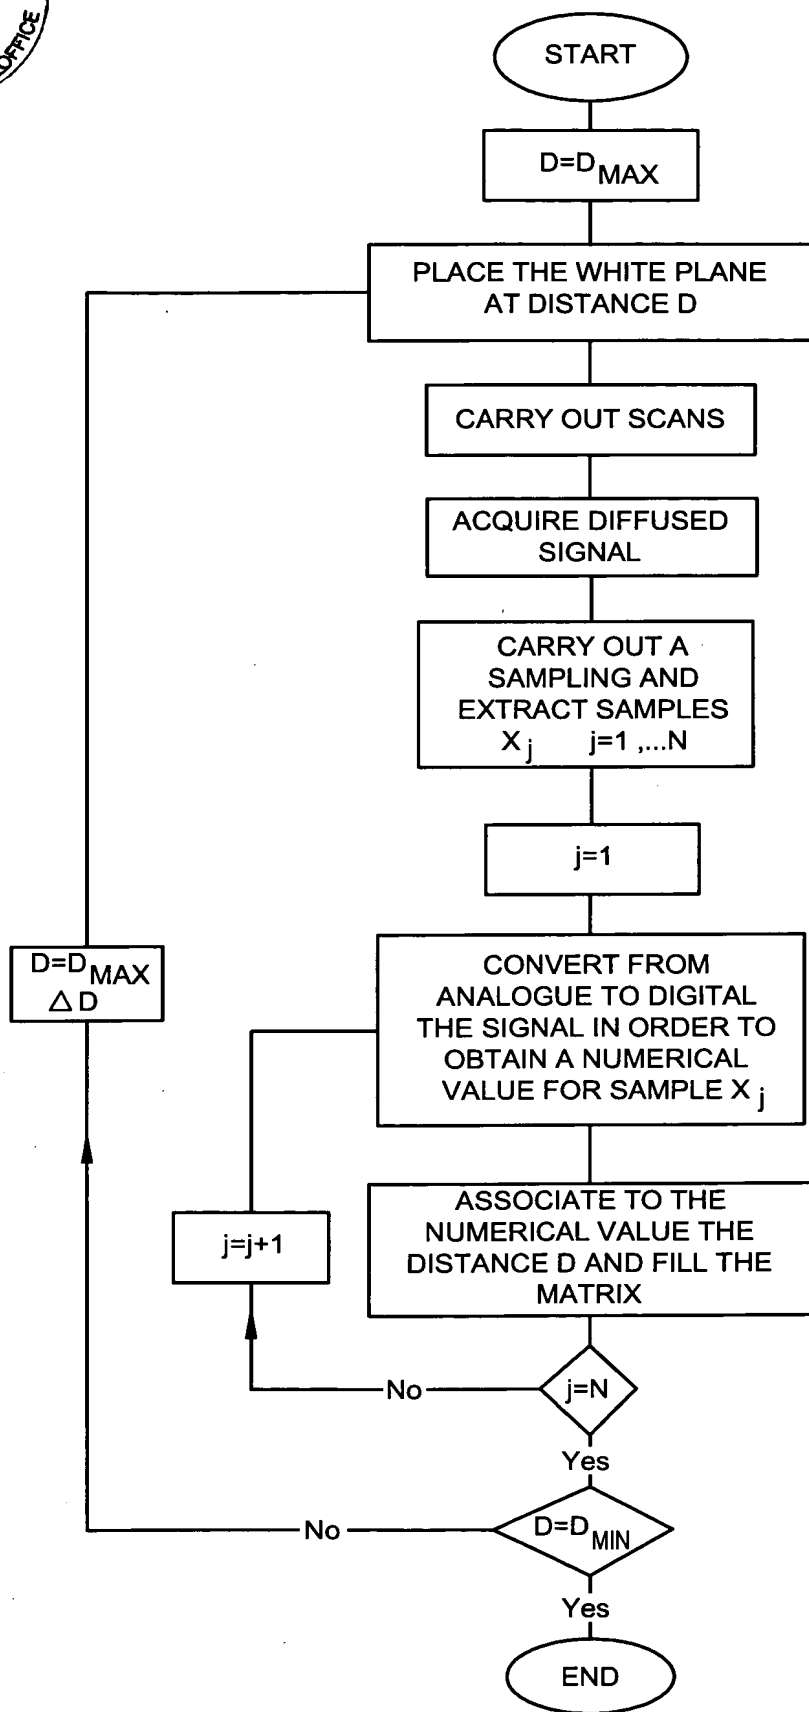 OFFICE
START
D=D MAX
PLACE THE WHITE PLANE
AT DISTANCE D
CARRY OUT SCANS
ACQUIRE DIFFUSED
SIGNAL
CARRY OUT A
SAMPLING AND
EXTRACT SAMPLES
X j j=1 ,...N
j=1
D=D MAX
△ D
CONVERT FROM
ANALOGUE TO DIGITAL
THE SIGNAL IN ORDER TO
OBTAIN A NUMERICAL
VALUE FOR SAMPLE X j
j=j+1
ASSOCIATE TO THE
NUMERICAL VALUE THE
DISTANCE D AND FILL THE
MATRIX
No
j=N
Yes
No
D=D MIN
Yes
END